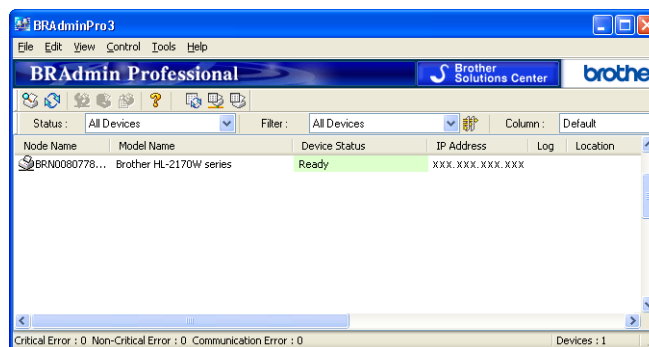 BRAdminPro3
File Edit View Control Tools Help
BRAdmin Professional Brother Solutions Center brothe
Status : All Devices Filter : All Devices Column : Default
Node Name Model Name Device Status IP Address Log Location
BRN0080778... Brother HL-2170W series Ready XXX.XXX.XXX.XXX
Critical Error : 0 Non-Critical Error : 0 Communication Error : 0 Devices : 1